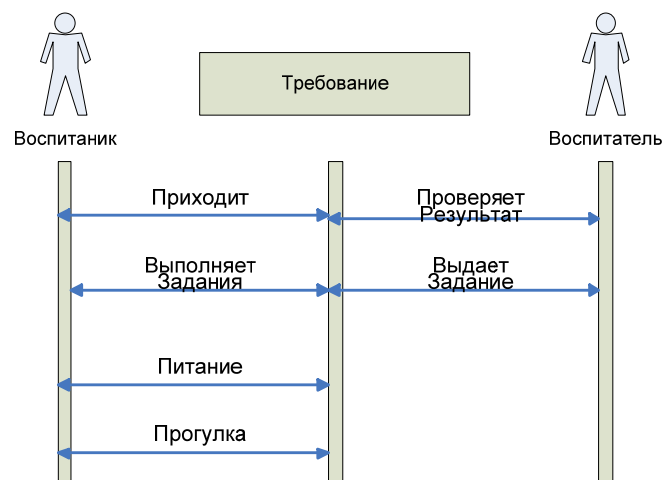 Требование
Воспитаник
Воспитатель
Приходит
Проверяет
Результат
Выполняет
Задания
Выдает
Задание
Питание
Прогулка